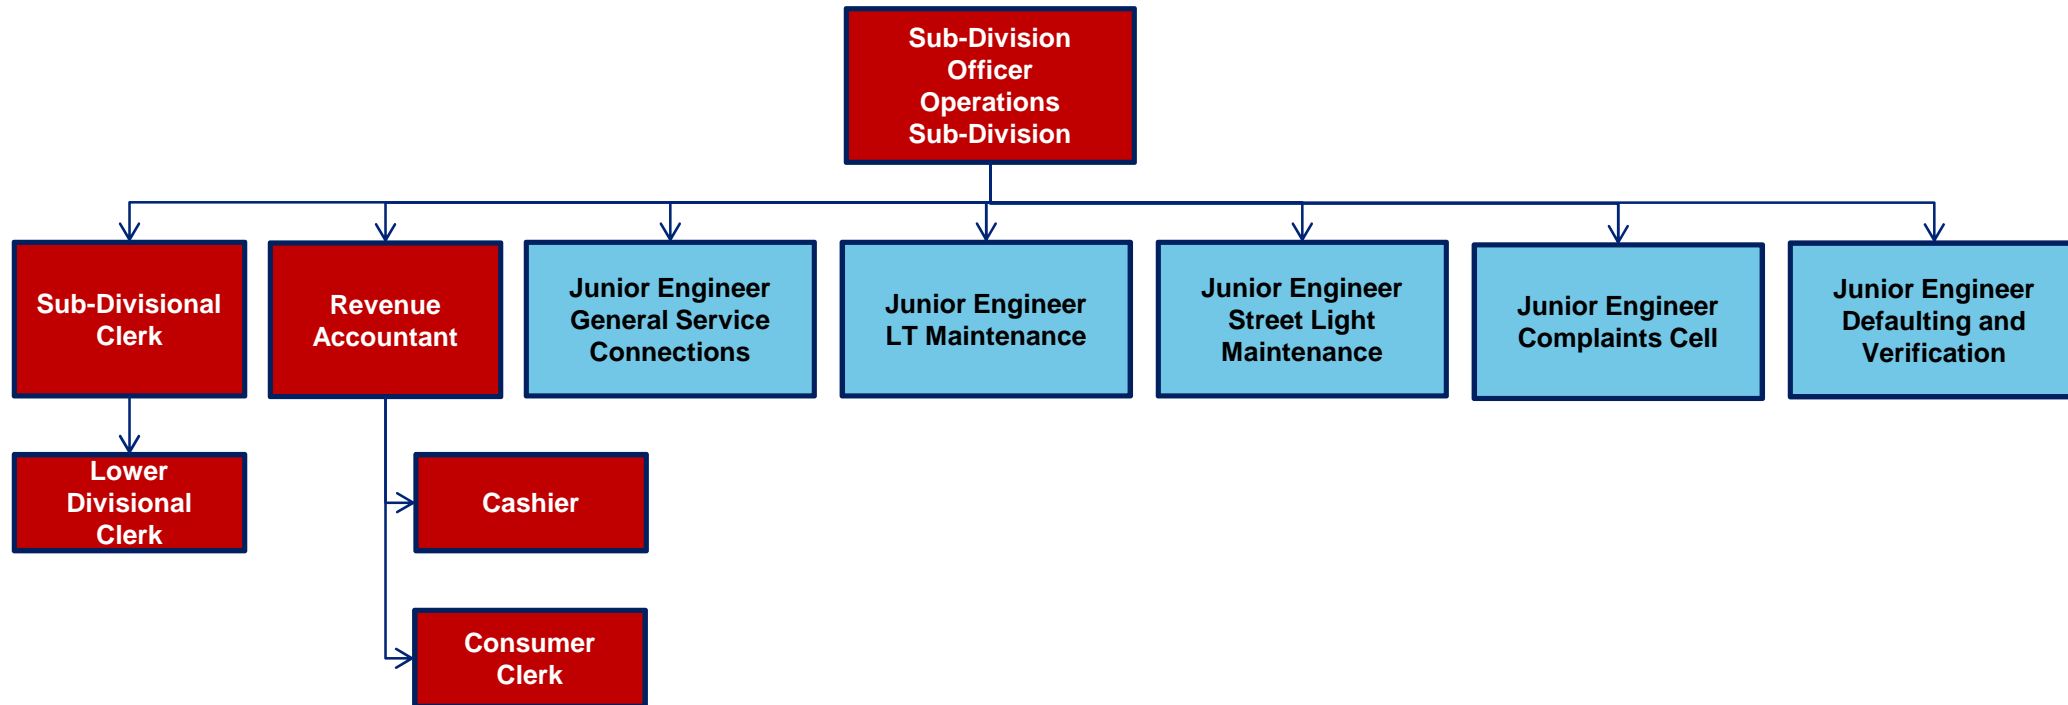 Sub-Division
Officer
Operations
Sub-Division
Sub-Divisional
Clerk
Revenue
Accountant
Junior Engineer
General Service
Connections
Junior Engineer
LT Maintenance
Junior Engineer
Street Light
Maintenance
Junior Engineer
Complaints Cell
Junior Engineer
Defaulting and
Verification
Lower
Divisional
Clerk
Cashier
Consumer
Clerk